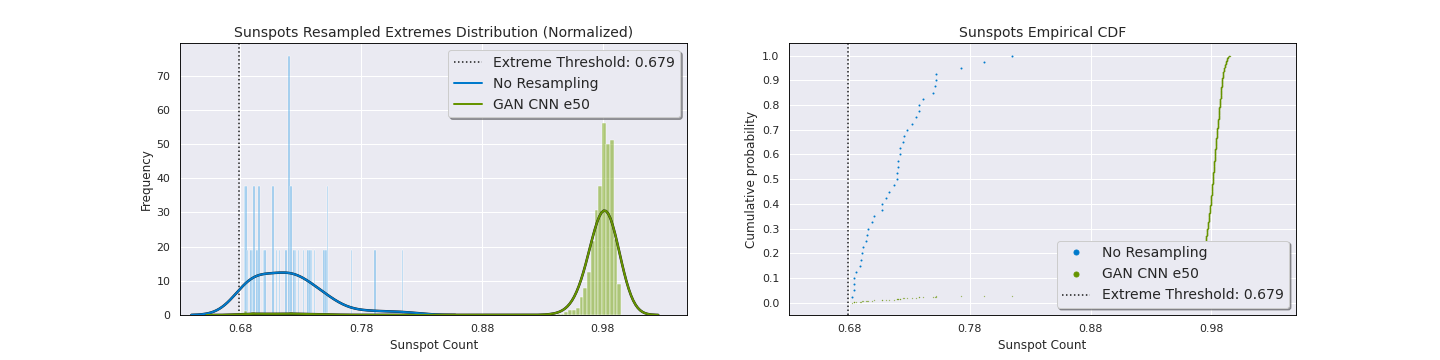 Sunspots Resampled Extremes Distribution (Normalized)
Extreme Threshold: 0.679
No Resampling
GAN CNN e50
Frequency
70
60
50
40
30
20
10
0
0.68
0.78
0.88
0.98
Sunspot Count
Sunspots Empirical CDF
Cumulative probability
1.0
0.9
0.8
0.7
0.6
0.5
0.4
0.3
0.2
0.1
0.0
No Resampling
GAN CNN e50
Extreme Threshold: 0.679
0.68
0.78
0.88
0.98
Sunspot Count